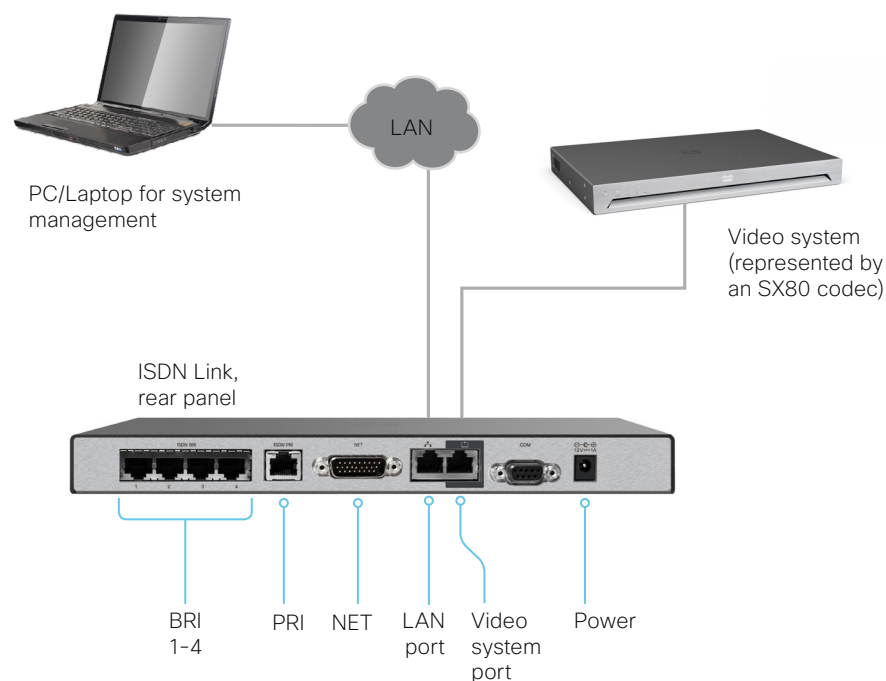 LAN
PC/Laptop for system
management
Video system
(represented by
an SX80 codec)
ISDN Link,
rear panel
ISDN BRI
ISDN PRI
NET
COM
12V 1A
1 2 3 4
BRI
1-4
PRI
NET
LAN
port
Video
system
port
Power